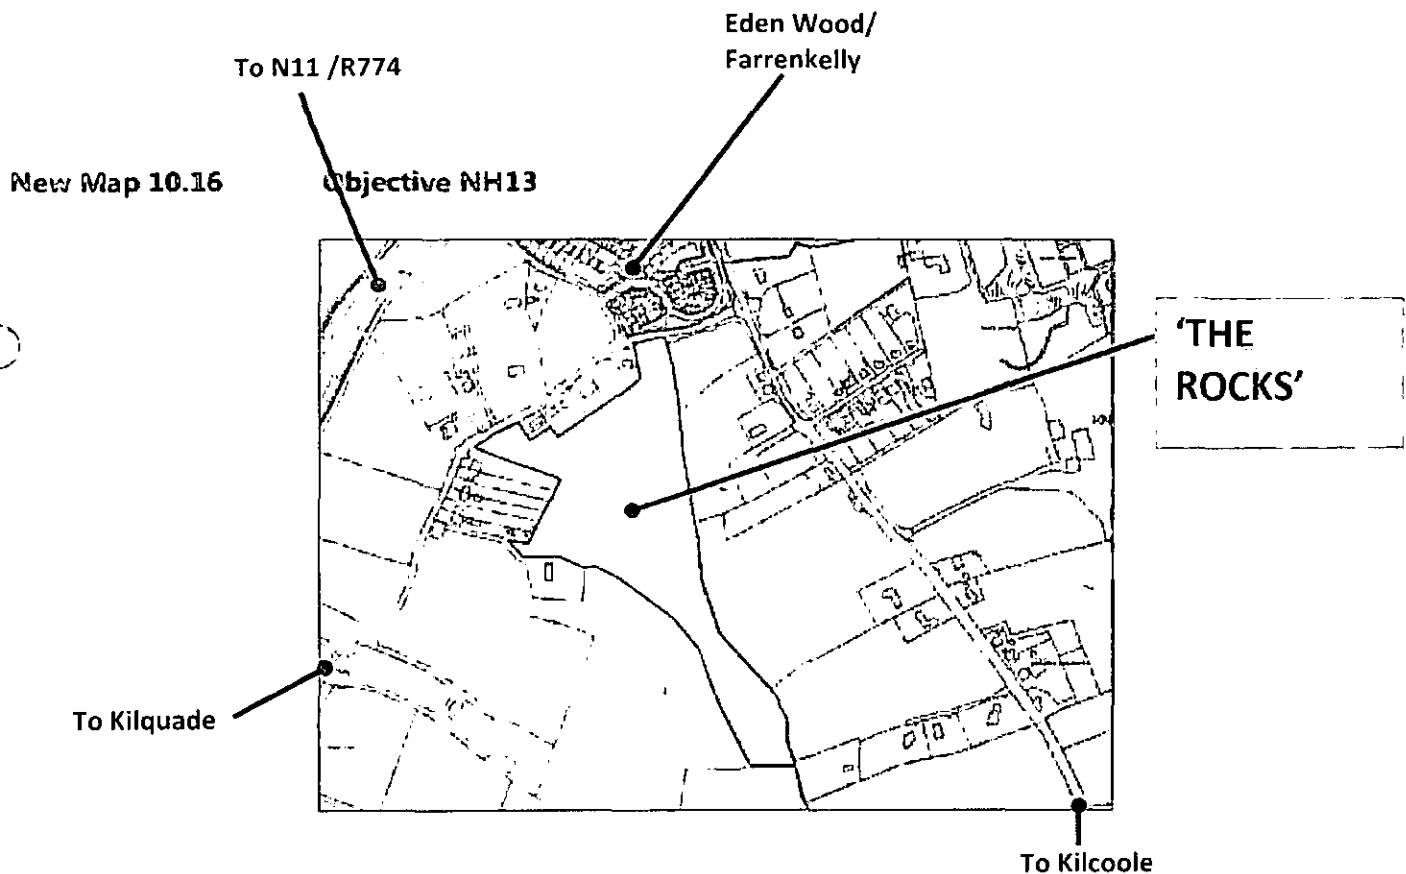 Eden Wood/
Farrenkelly
To N11 /R774
New Map 10.16 Objective NH13
‘THE
ROCKS’
To Kilquade
To Kilcoole